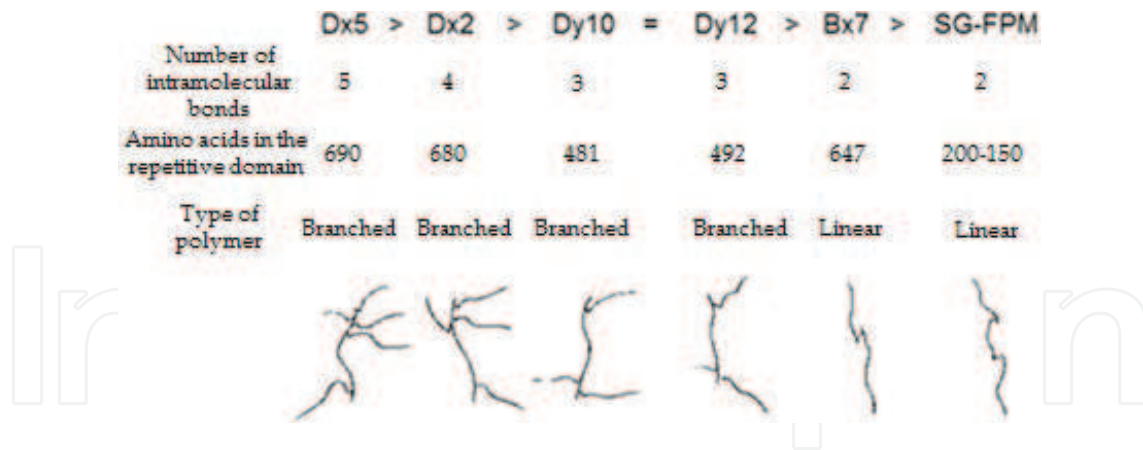 Dx5 > Dx2 > Dy10 = Dy12 > Bx7 > SG-FPM
Number of
intramolecular
bonds
5 4 3 3 2 2
Amino acids in the
repetitive domain
690 680 481 492 647 200-150
Type of
polymer
Branched Branched Branched Branched Linear Linear